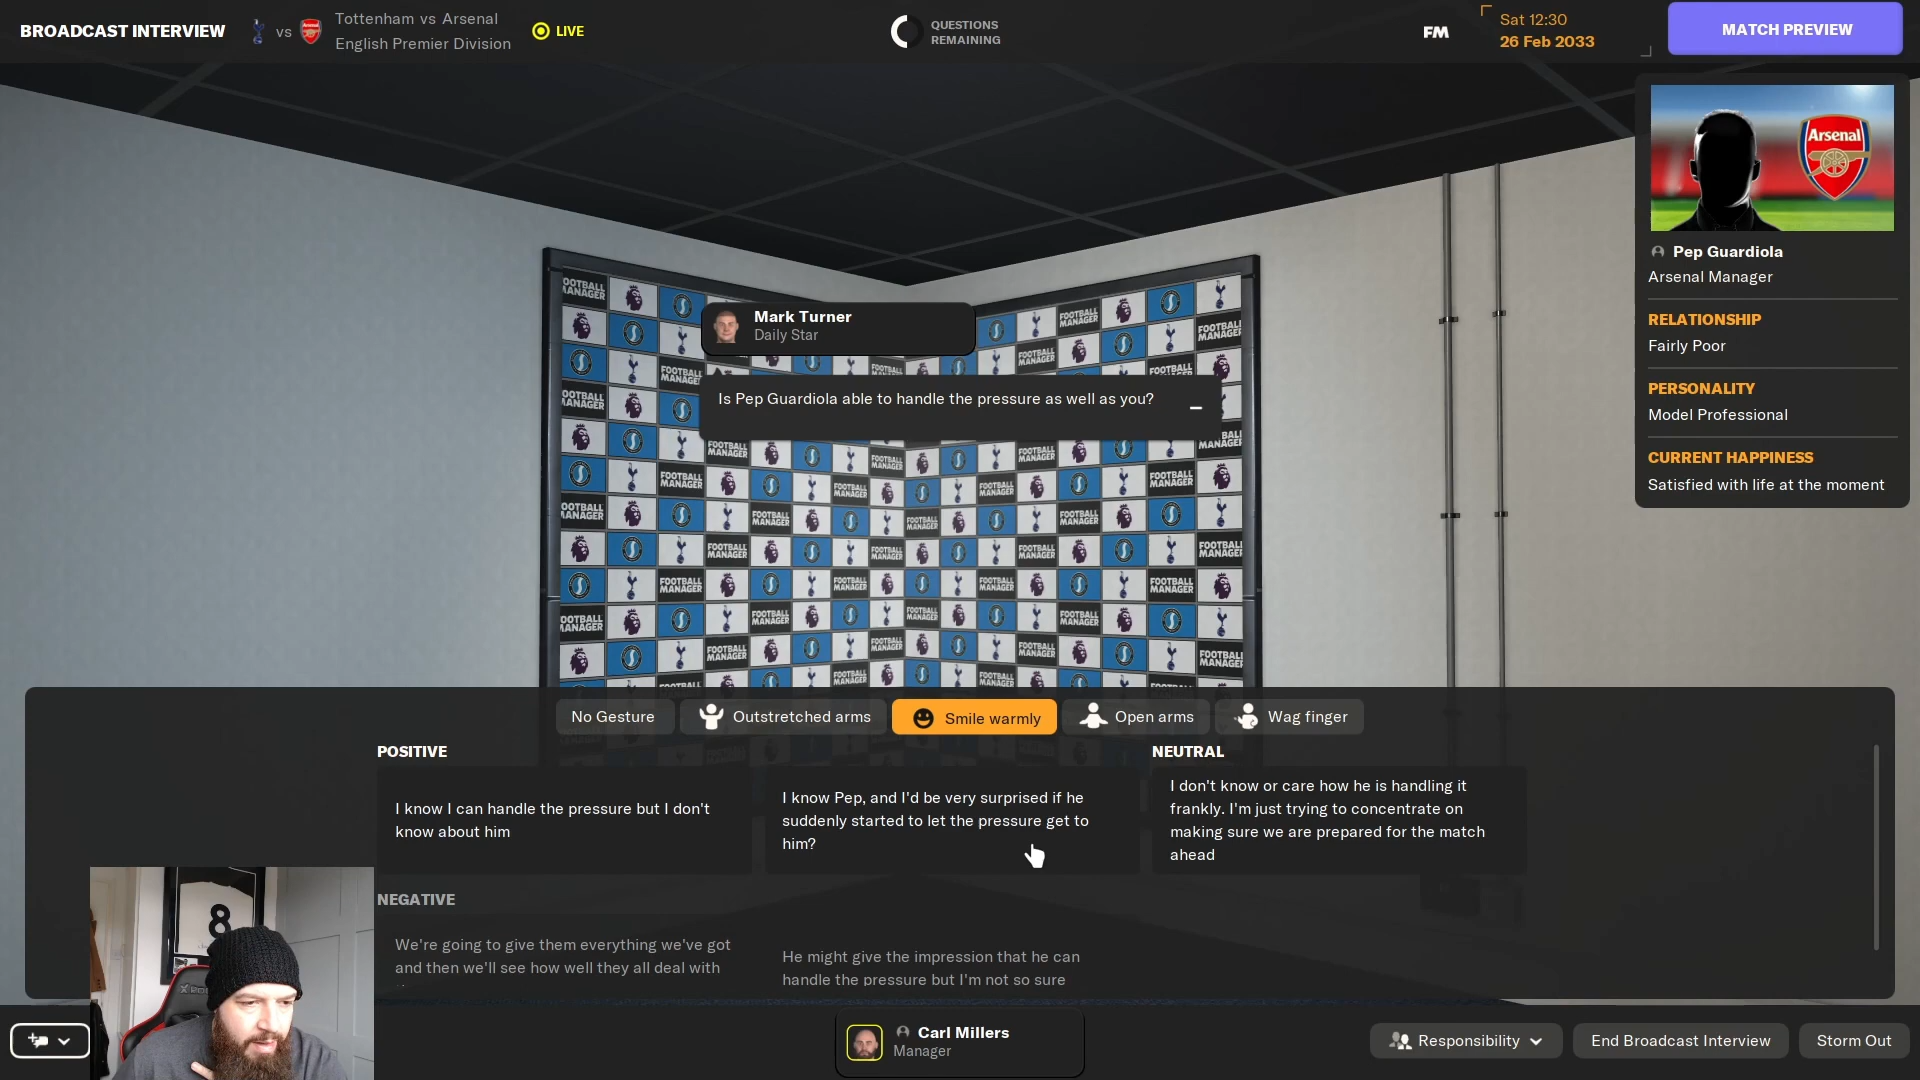 BROADCAST INTERVIEW
vs
Tottenham vs Arsenal
English Premier Division
LIVE
QUESTIONS
REMAINING
FM
Sat 12:30
26 Feb 2033
MATCH PREVIEW
Arsenal
Pep Guardiola
Arsenal Manager
RELATIONSHIP
Fairly Poor
PERSONALITY
Model Professional
CURRENT HAPPINESS
Satisfied with life at the moment
Mark Turner
Daily Star
Is Pep Guardiola able to handle the pressure as well as you?
FOOTBALL
MANAGER
No Gesture
Outstretched arms
Smile warmly
Open arms
Wag finger
POSITIVE
NEUTRAL
I know I can handle the pressure but I don't
know about him
I know Pep, and I'd be very surprised if he
suddenly started to let the pressure get to
him?
I don't know or care how he is handling it
frankly. I'm just trying to concentrate on
making sure we are prepared for the match
ahead
NEGATIVE
We're going to give them everything we've got
and then we'll see how well they all deal with
He might give the impression that he can
handle the pressure but I'm not so sure
8
Carl Millers
Manager
Responsibility
End Broadcast Interview
Storm Out